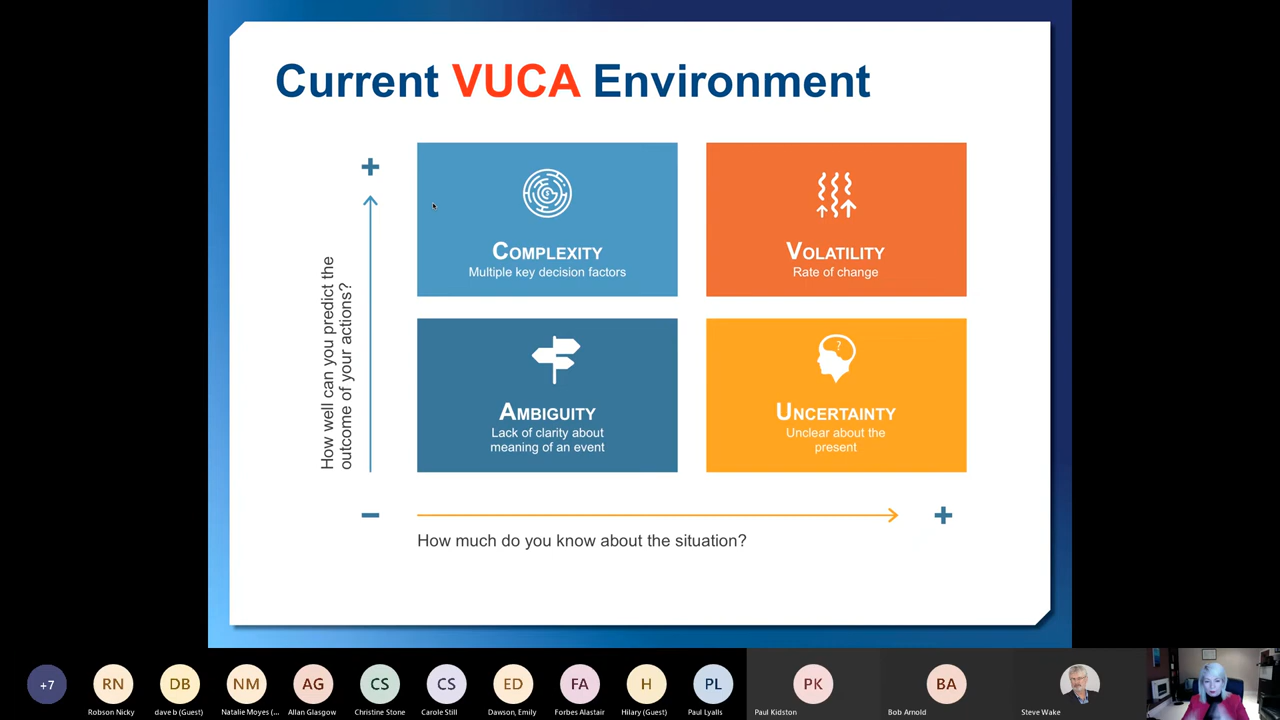 Current VUCA Environment
+
COMPLEXITY
Multiple key decision factors
VOLATILITY
Rate of change
How well can you predict the
outcome of your actions?
AMBIGUITY
Lack of clarity about
meaning of an event
?
UNCERTAINTY
Unclear about the
present
−
+
How much do you know about the situation?
+7
RN
DB
NM
AG
CS
CS
ED
FA
H
PL
PK
BA
Robson Nicky
dave b (Guest)
Natalie Moyes (...
Allan Glasgow
Christine Stone
Carole Still
Dawson, Emily
Forbes Alastair
Hilary (Guest)
Paul Lyalls
Paul Kidston
Bob Arnold
Steve Wake